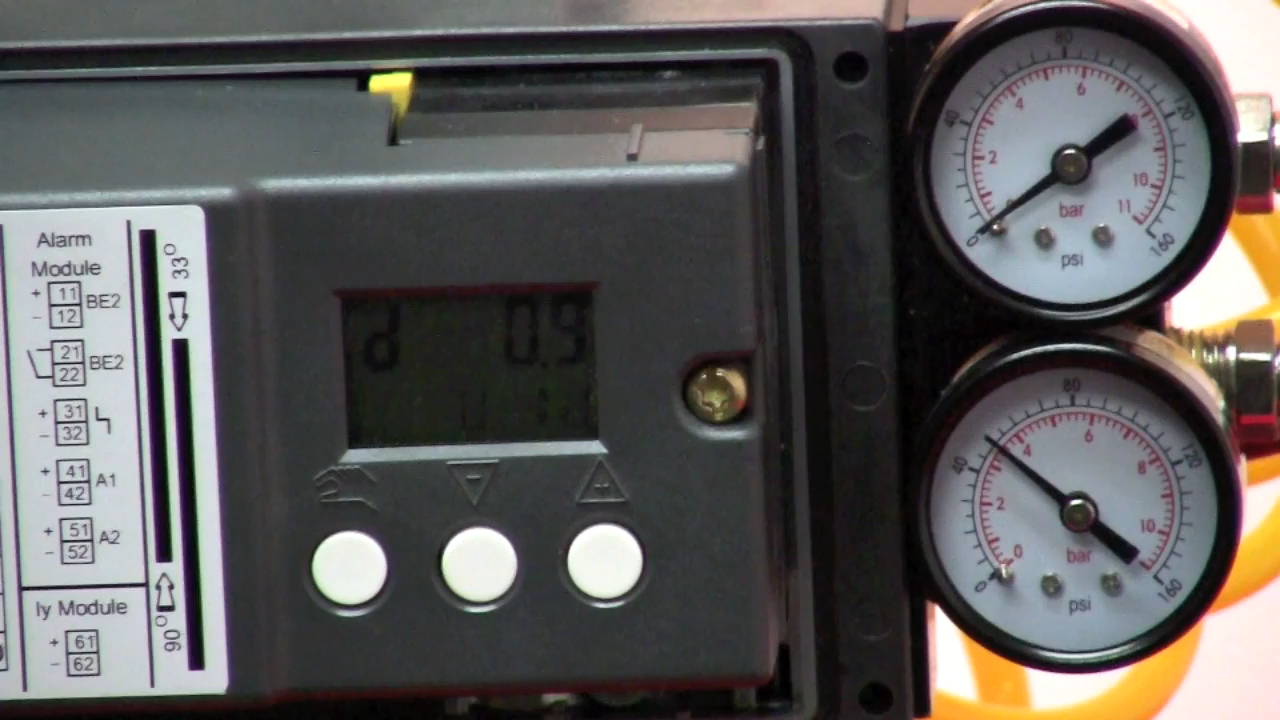 Alarm
Module
+ 11 BE2
− 12
21 BE2
22
+ 31
− 32
+ 41 A1
− 42
+ 51 A2
− 52
Iy Module
+ 61
− 62
33°
90°
0.9
−
0 40 80 120 160
2 4 6 10 11
bar
psi
0 40 80 120 160
0 2 4 6 8 10
bar
psi